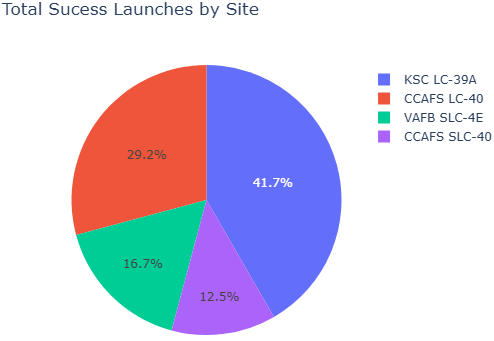 Total Sucess Launches by Site
KSC LC-39A
CCAFS LC-40
VAFB SLC-4E
CCAFS SLC-40
29.2%
41.7%
16.7%
12.5%